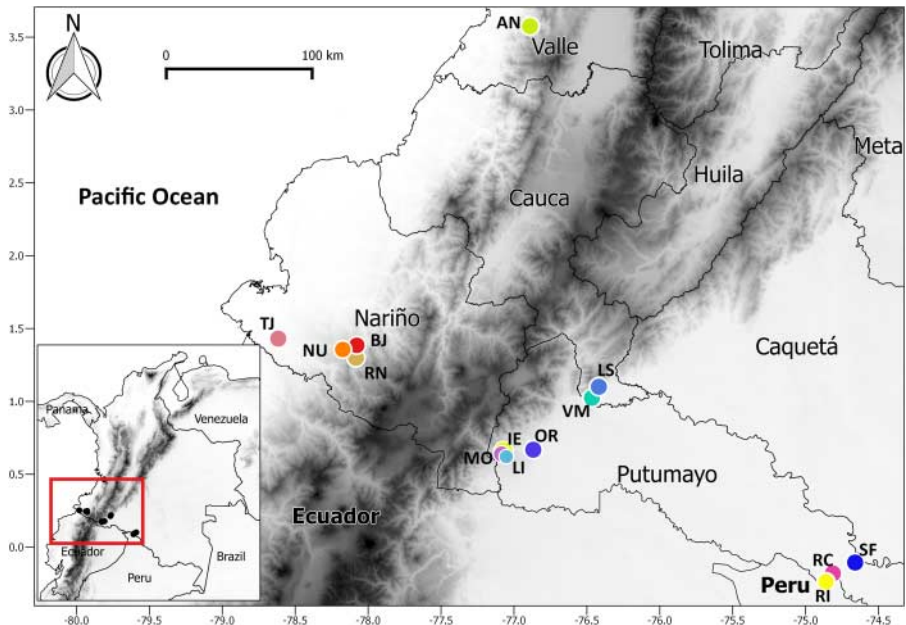 N
0
100 km
3.5
AN
Valle
Tolima
3.0
Meta
2.5
Huila
Cauca
Pacific Ocean
2.0
1.5
TJ
Nariño
BJ
NU
RN
Caquetá
LS
VM
1.0
Panama
Venezuela
IE
OR
MO
LI
Putumayo
0.5
Ecuador
0.0
Ecuador
Brazil
Peru
SF
RC
Peru
RI
-80.0
-79.5
-79.0
-78.5
-78.0
-77.5
-77.0
-76.5
-76.0
-75.5
-75.0
-74.5